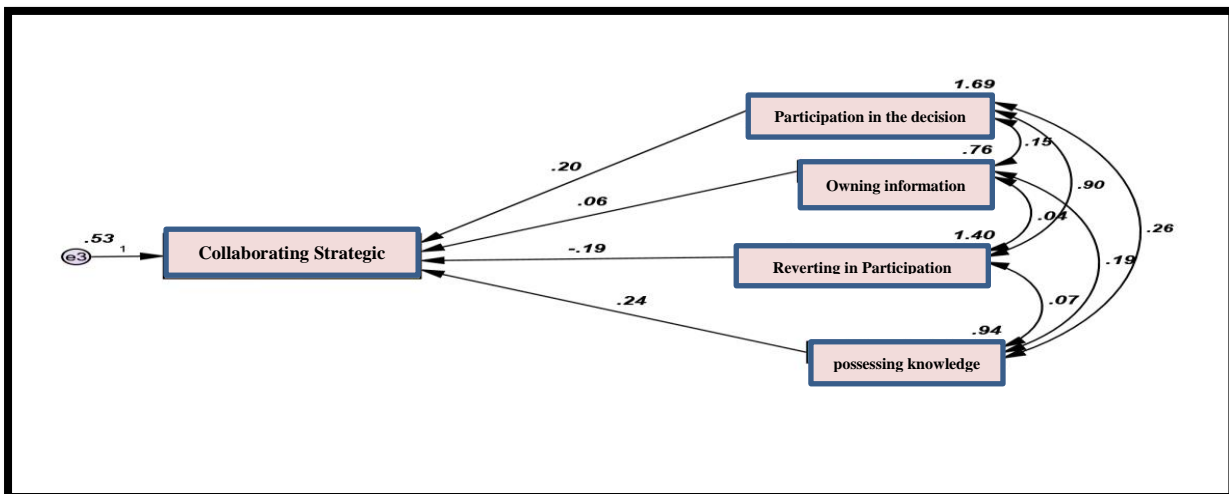 1.69
Participation in the decision
.15
.76
.20
Owning information
.90
.06
.04
.26
.53
1.40
e3
1
Collaborating Strategic
-.19
Reverting in Participation
.19
.24
.07
.94
possessing knowledge